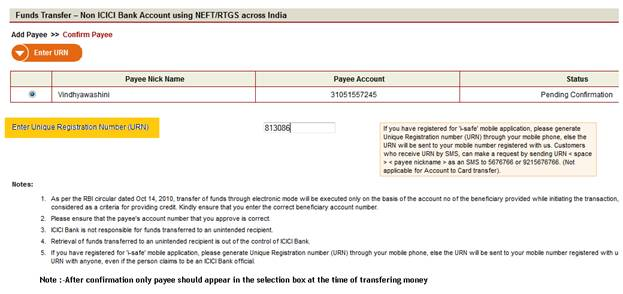 Funds Transfer – Non ICICI Bank Account using NEFT/RTGS across India
Add Payee >> Confirm Payee
Enter URN
Payee Nick Name Payee Account Status
Vindhyawashini 31051557245 Pending Confirmation
Enter Unique Registration Number (URN) 813086
If you have registered for 'i-safe' mobile application, please generate
Unique Registration number (URN) through your mobile phone, else the
URN will be sent to your mobile number registered with us. Customers
who receive URN by SMS, can make a request by sending URN < space
> < payee nickname > as an SMS to 5676766 or 9215676766. (Not
applicable for Account to Card transfer).
Notes:
1. As per the RBI circular dated Oct 14, 2010, transfer of funds through electronic mode will be executed only on the basis of the account no of the beneficiary provided while initiating the transaction,
considered as a criteria for providing credit. Kindly ensure that you enter the correct beneficiary account number.
2. Please ensure that the payee's account number that you approve is correct.
3. ICICI Bank is not responsible for funds transferred to an unintended recipient.
4. Retrieval of funds transferred to an unintended recipient is out of the control of ICICI Bank.
5. If you have registered for 'i-safe' mobile application, please generate Unique Registration number (URN) through your mobile phone, else the URN will be sent to your mobile number registered with u
URN with anyone, even if the person claims to be an ICICI Bank official.
Note :-After confirmation only payee should appear in the selection box at the time of transfering money